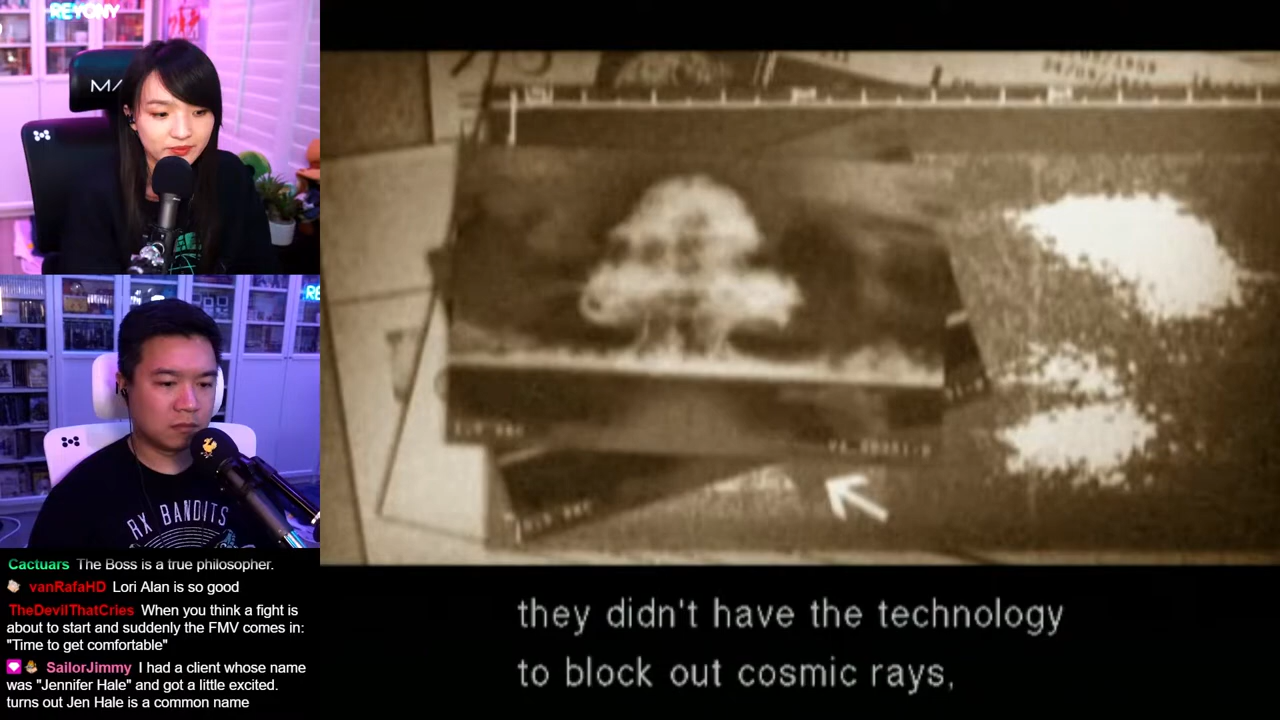 REYONY
MA
RE
RX BANDITS
Cactuars The Boss is a true philosopher.
vanRafaHD Lori Alan is so good
TheDevilThatCries When you think a fight is
about to start and suddenly the FMV comes in:
"Time to get comfortable"
SailorJimmy I had a client whose name
was "Jennifer Hale" and got a little excited.
turns out Jen Hale is a common name
they didn't have the technology
to block out cosmic rays,